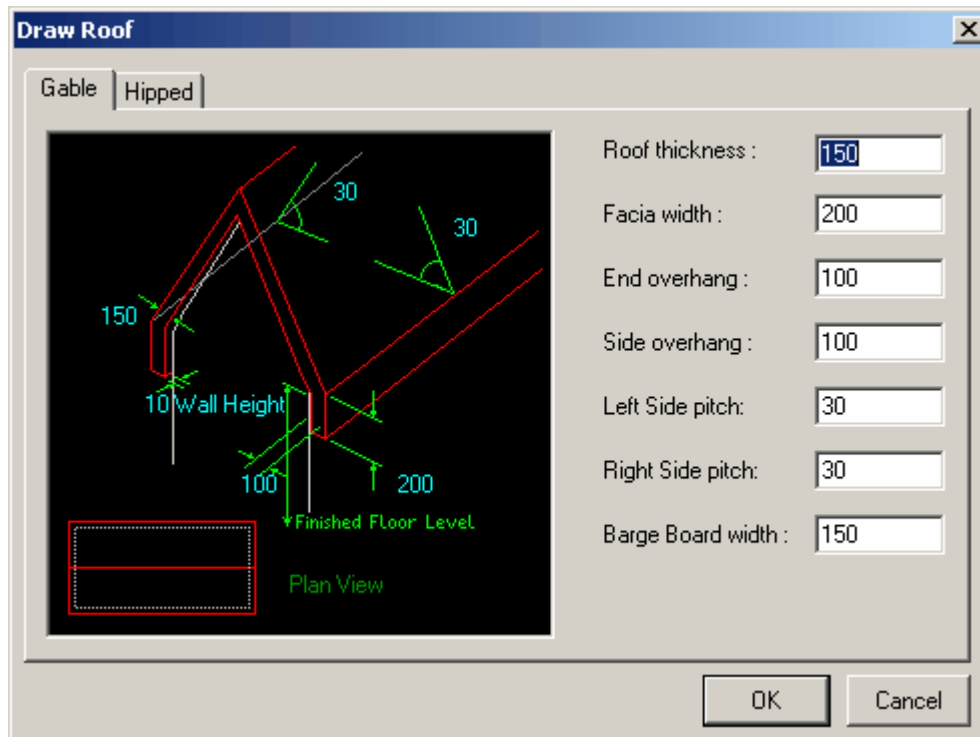 Draw Roof
Gable
Hipped
30
30
150
10 Wall Height
100
200
Finished Floor Level
Plan View
Roof thickness :
150
Facia width :
200
End overhang :
100
Side overhang :
100
Left Side pitch:
30
Right Side pitch:
30
Barge Board width :
150
OK
Cancel